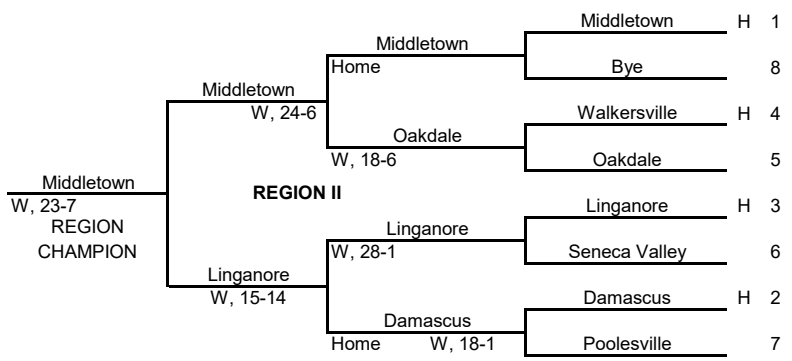 Middletown H 1
Middletown
Home Bye 8
Middletown
W, 24-6 Walkersville H 4
Oakdale
W, 18-6 Oakdale 5
Middletown REGION II
W, 23-7 Linganore H 3
REGION Linganore
CHAMPION W, 28-1 Seneca Valley 6
Linganore
W, 15-14 Damascus H 2
Damascus
Home W, 18-1 Poolesville 7